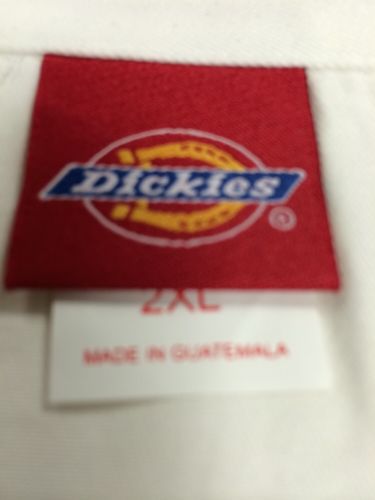 Dickies
®
2XL
MADE IN GUATEMALA